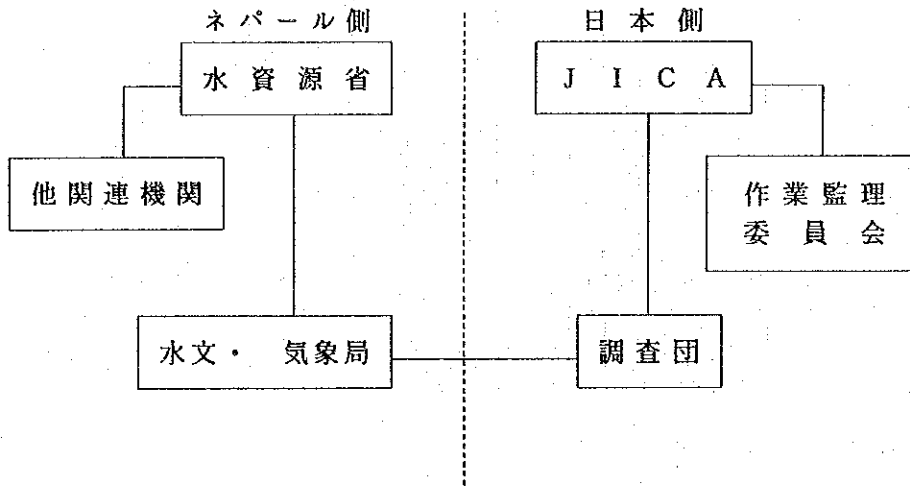 ネパール側
日本側
水資源省
JICA
他関連機関
作業監理
委員会
水文・ 気象局
調査団